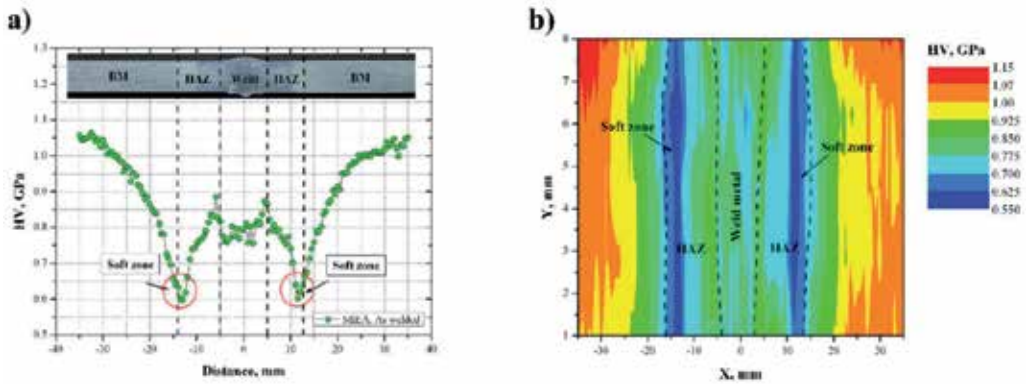 a)
1.3
1.2
1.1
1.0
0.9
0.8
0.7
0.6
0.5
HV, GPa
BM HAZ Weld HAZ BM
Soft zone
Soft zone
As welded
-40 -30 -20 -10 0 10 20 30 40
Distance, mm
b)
8
7
6
5
4
3
2
1
Y, mm
Soft zone
Soft zone
Weld metal
HAZ
HAZ
-30 -20 -10 0 10 20 30
X, mm
HV, GPa
1.15
1.07
1.00
0.925
0.850
0.775
0.700
0.625
0.550